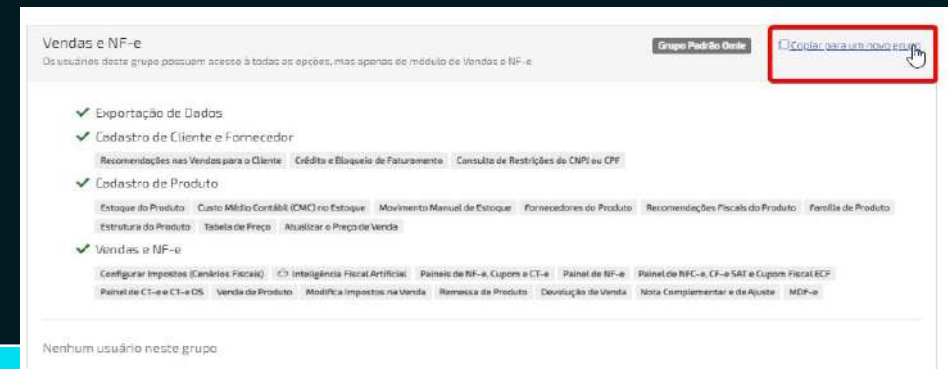 Vendas e NF-e
Grupo Padrão Omie
Copiar para um novo grupo
Os usuários deste grupo possuem acesso à todas as opções, mas apenas do módulo de Vendas e NF-e
Exportação de Dados
Cadastro de Cliente e Fornecedor
Recomendações nas Vendas para o Cliente Crédito e Bloqueio de Faturamento Consulta de Restrições do CNPJ ou CPF
Cadastro de Produto
Estoque do Produto Custo Médio Contábil (CMC) no Estoque Movimento Manual de Estoque Fornecedores do Produto Recomendações Fiscais do Produto Família de Produto
Estrutura do Produto Tabela de Preço Atualizar o Preço de Venda
Vendas e NF-e
Configurar Impostos (Cenários Fiscais) Inteligência Fiscal Artificial Paineis de NF-e, Cupom e CT-e Painel de NF-e Painel de NFC-e, CF-e SAT e Cupom Fiscal ECF
Painel de CT-e e CT-e OS Venda de Produto Modifica Impostos na Venda Remessa de Produto Devolução de Venda Nota Complementar e de Ajuste MDF-e
Nenhum usuário neste grupo